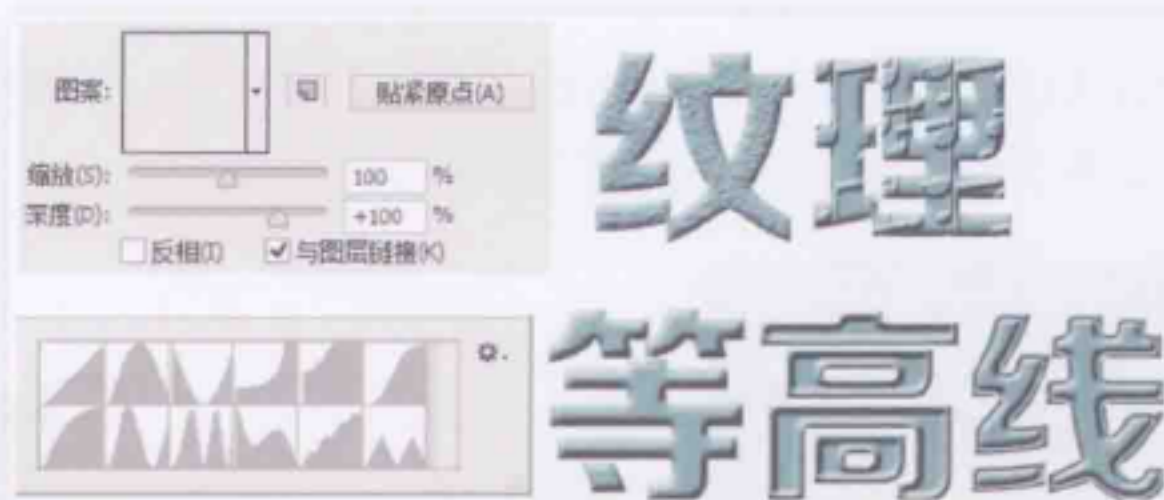 图案:
贴紧原点(A)
缩放(S): 100 %
深度(D): +100 %
反相(I) 与图层链接(K)
纹理
等高线